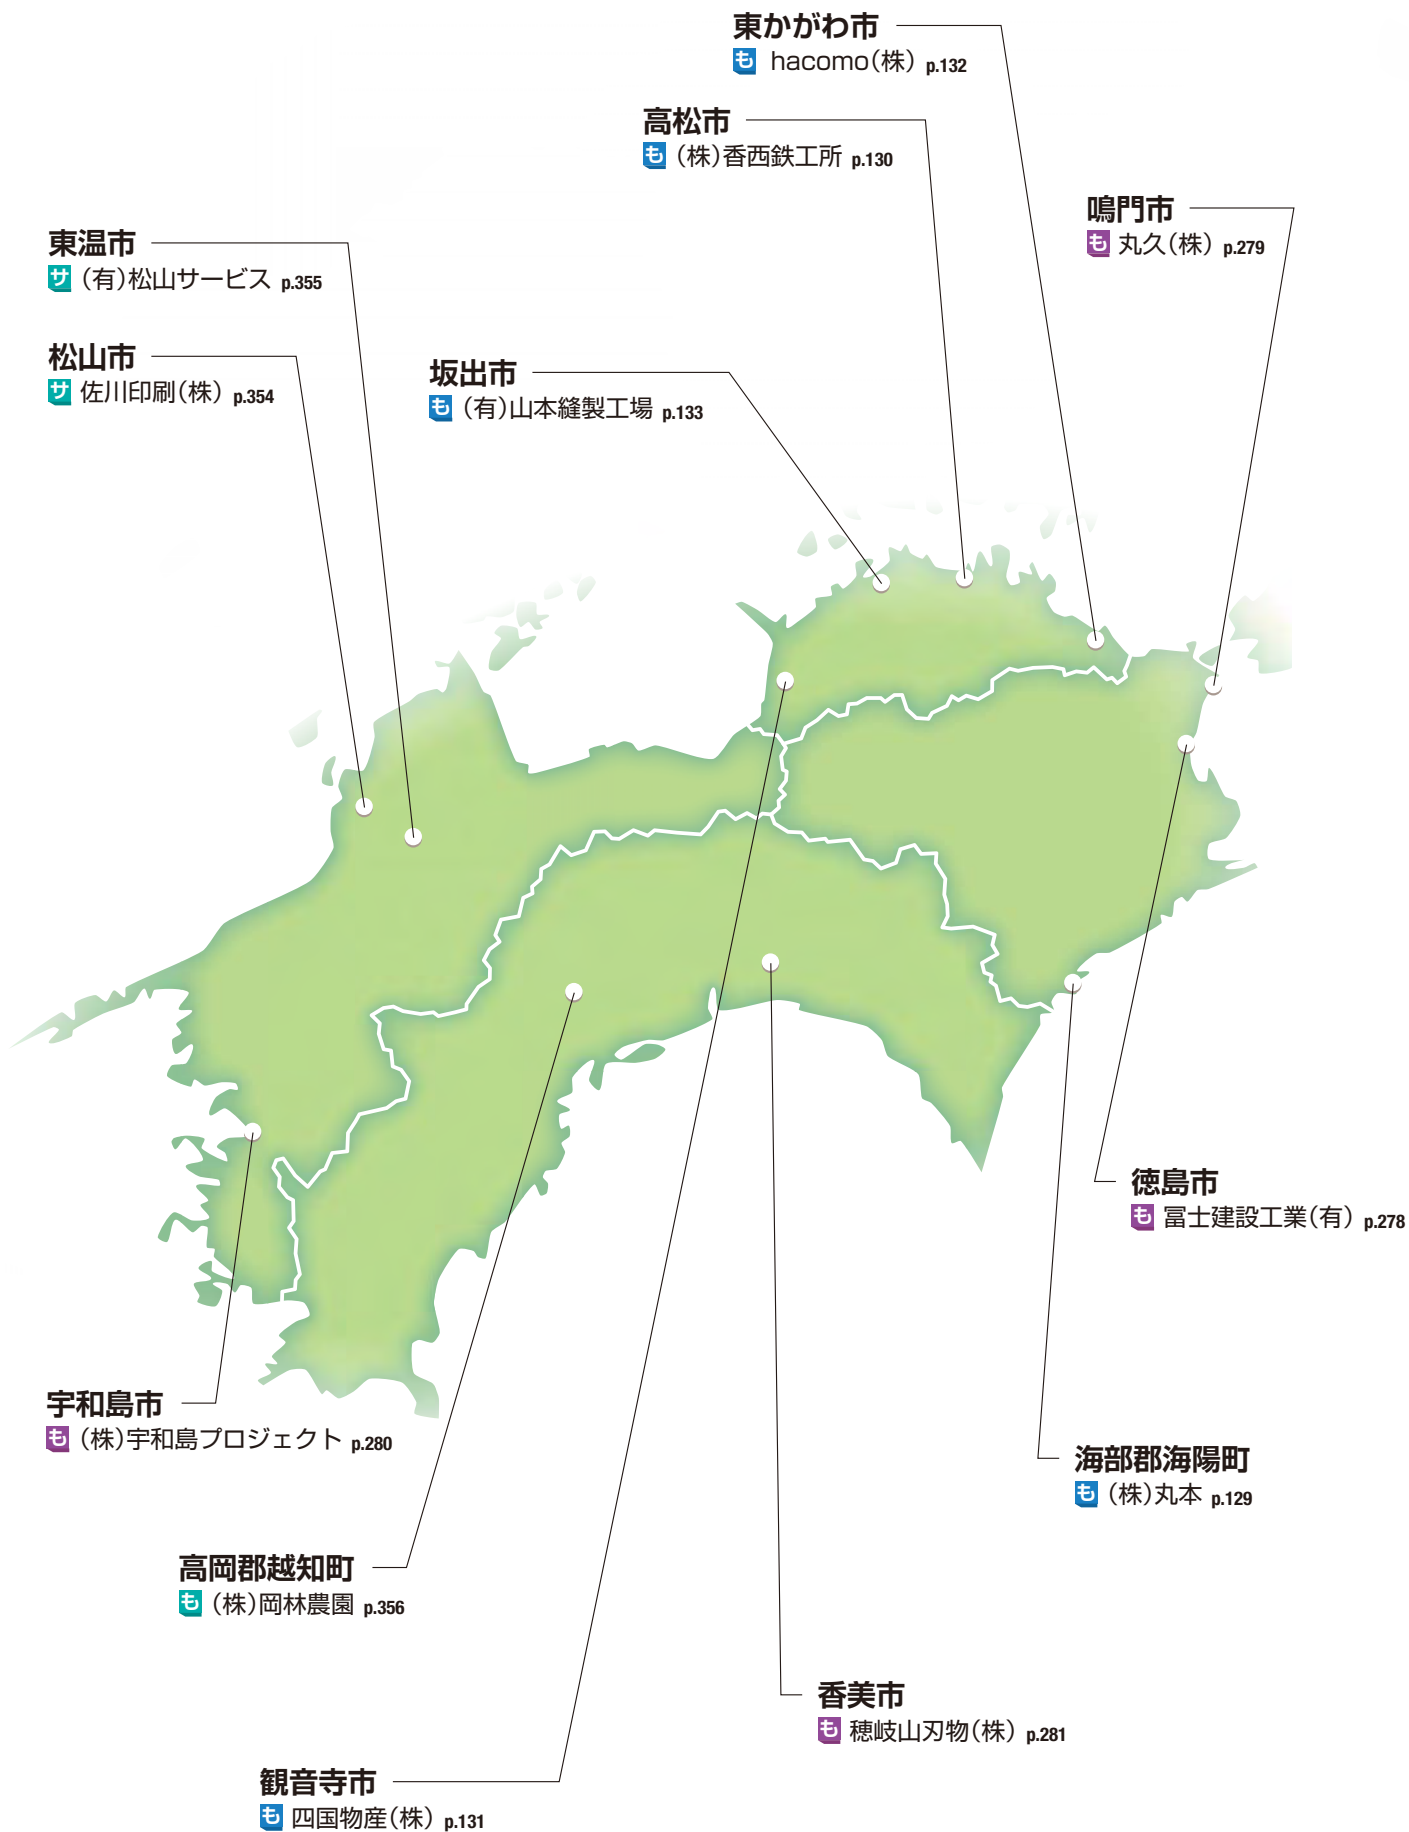 東かがわ市
も hacomo(株) p.132
高松市
も (株)香西鉄工所 p.130
鳴門市
も 丸久(株) p.279
東温市
サ (有)松山サービス p.355
松山市
サ 佐川印刷(株) p.354
坂出市
も (有)山本縫製工場 p.133
徳島市
も 冨士建設工業(有) p.278
宇和島市
も (株)宇和島プロジェクト p.280
海部郡海陽町
も (株)丸本 p.129
高岡郡越知町
も (株)岡林農園 p.356
香美市
も 穂岐山刃物(株) p.281
観音寺市
も 四国物産(株) p.131